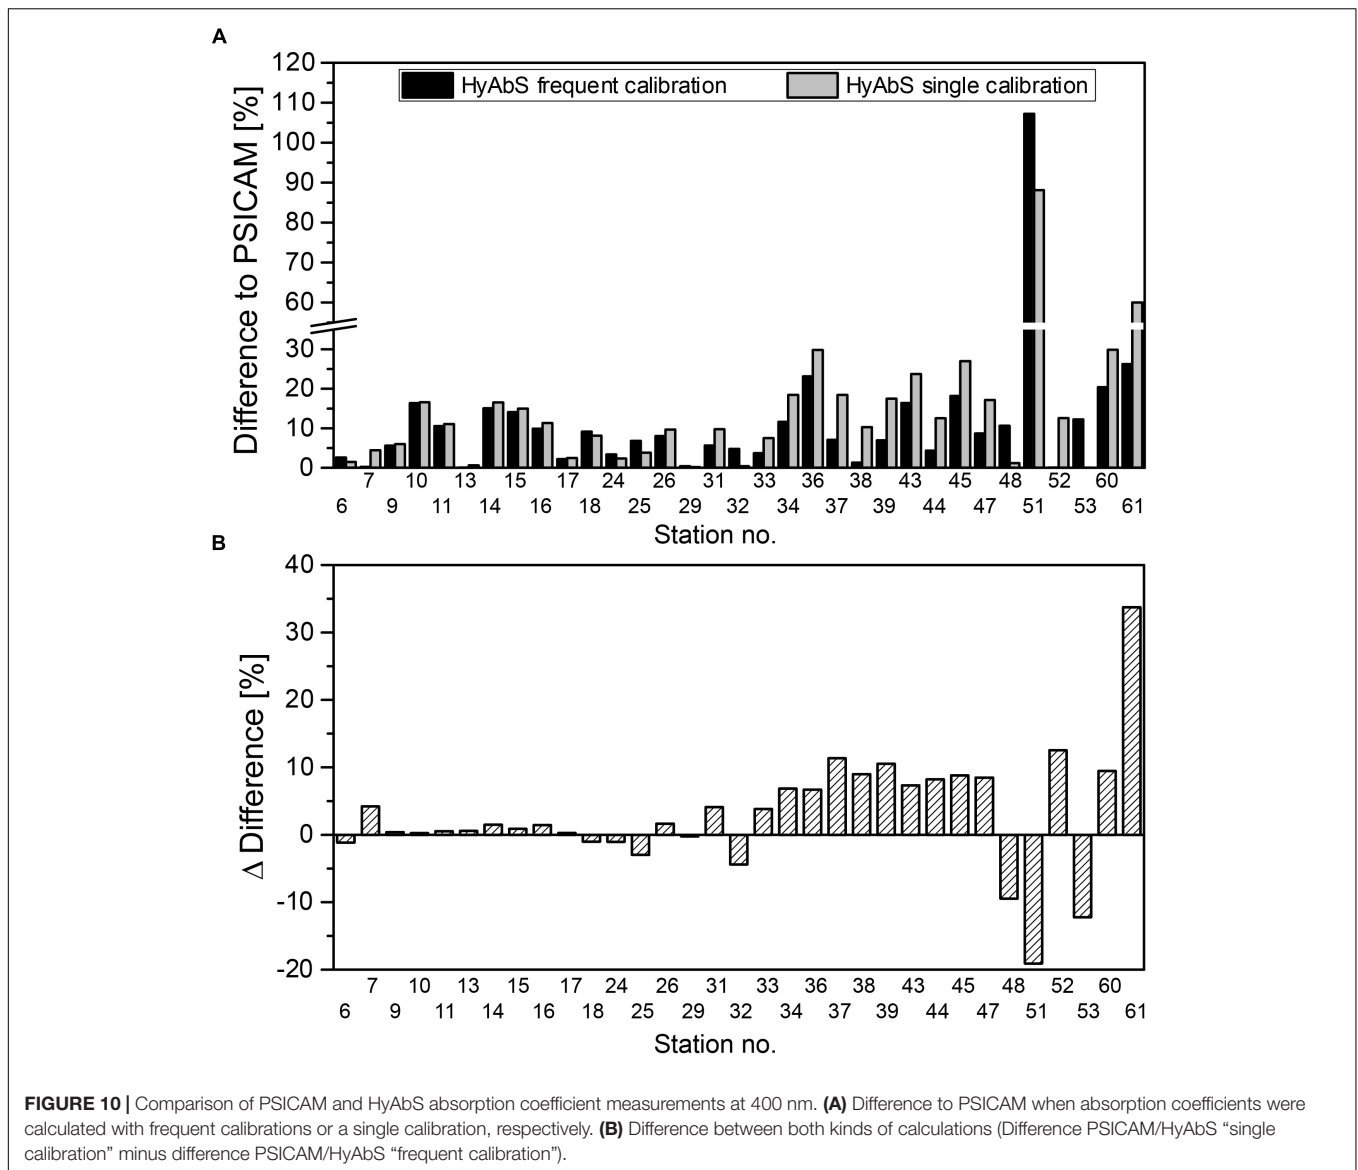 A
120
110
100
90
80
70
60
30
20
10
0
Difference to PSICAM [%]
HyAbS frequent calibration HyAbS single calibration
7 10 13 15 17 24 26 31 33 36 38 43 45 48 52 60
6 9 11 14 16 18 25 29 32 34 37 39 44 47 51 53 61
Station no.
B
40
30
20
10
0
-10
-20
Δ Difference [%]
7 10 13 15 17 24 26 31 33 36 38 43 45 48 52 60
6 9 11 14 16 18 25 29 32 34 37 39 44 47 51 53 61
Station no.
FIGURE 10 | Comparison of PSICAM and HyAbS absorption coefficient measurements at 400 nm. (A) Difference to PSICAM when absorption coefficients were
calculated with frequent calibrations or a single calibration, respectively. (B) Difference between both kinds of calculations (Difference PSICAM/HyAbS “single
calibration” minus difference PSICAM/HyAbS “frequent calibration”).